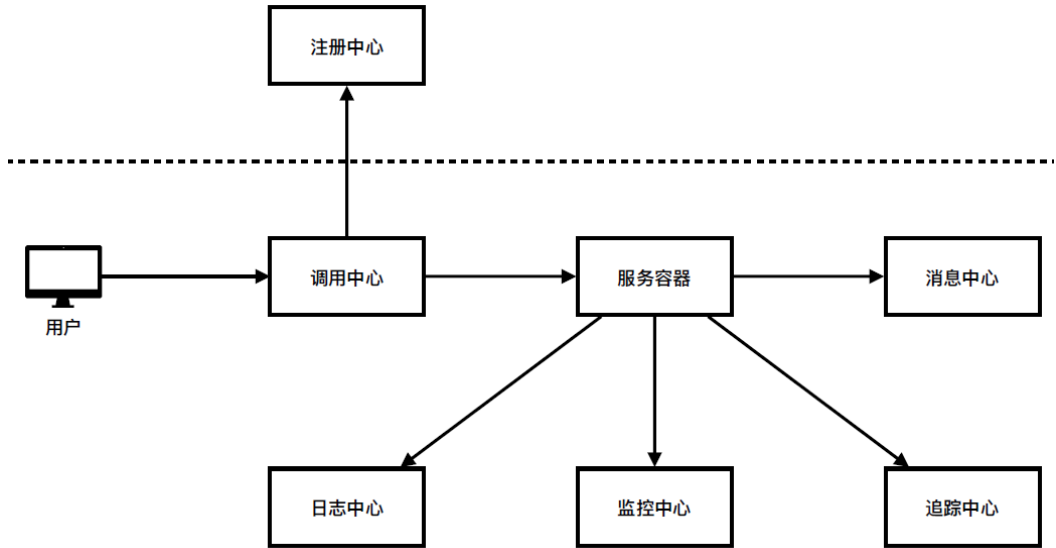 注册中心
调用中心
服务容器
消息中心
用户
日志中心
监控中心
追踪中心